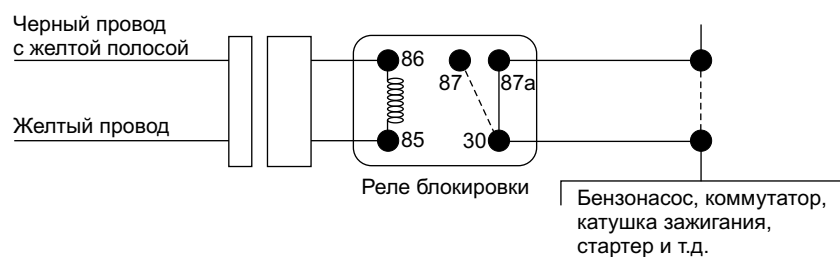 Черный провод
с желтой полосой
Желтый провод
86
87
87a
85
30
Реле блокировки
Бензонасос, коммутатор,
катушка зажигания,
стартер и т.д.